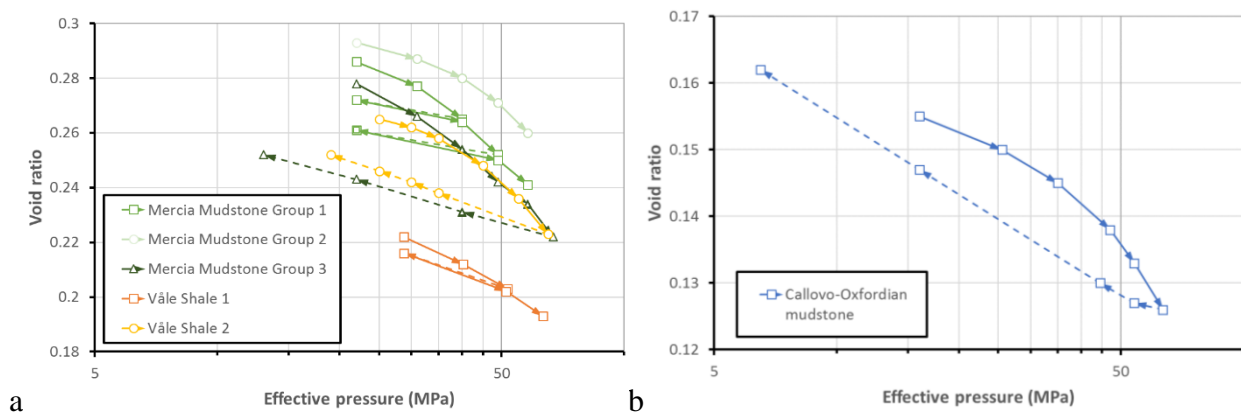 0.3
0.28
0.26
0.24
0.22
0.2
0.18
Void ratio
Mercia Mudstone Group 1
Mercia Mudstone Group 2
Mercia Mudstone Group 3
Våle Shale 1
Våle Shale 2
5
50
Effective pressure (MPa)
a
0.17
0.16
0.15
0.14
0.13
0.12
Void ratio
Callovo-Oxfordian
mudstone
5
50
Effective pressure (MPa)
b